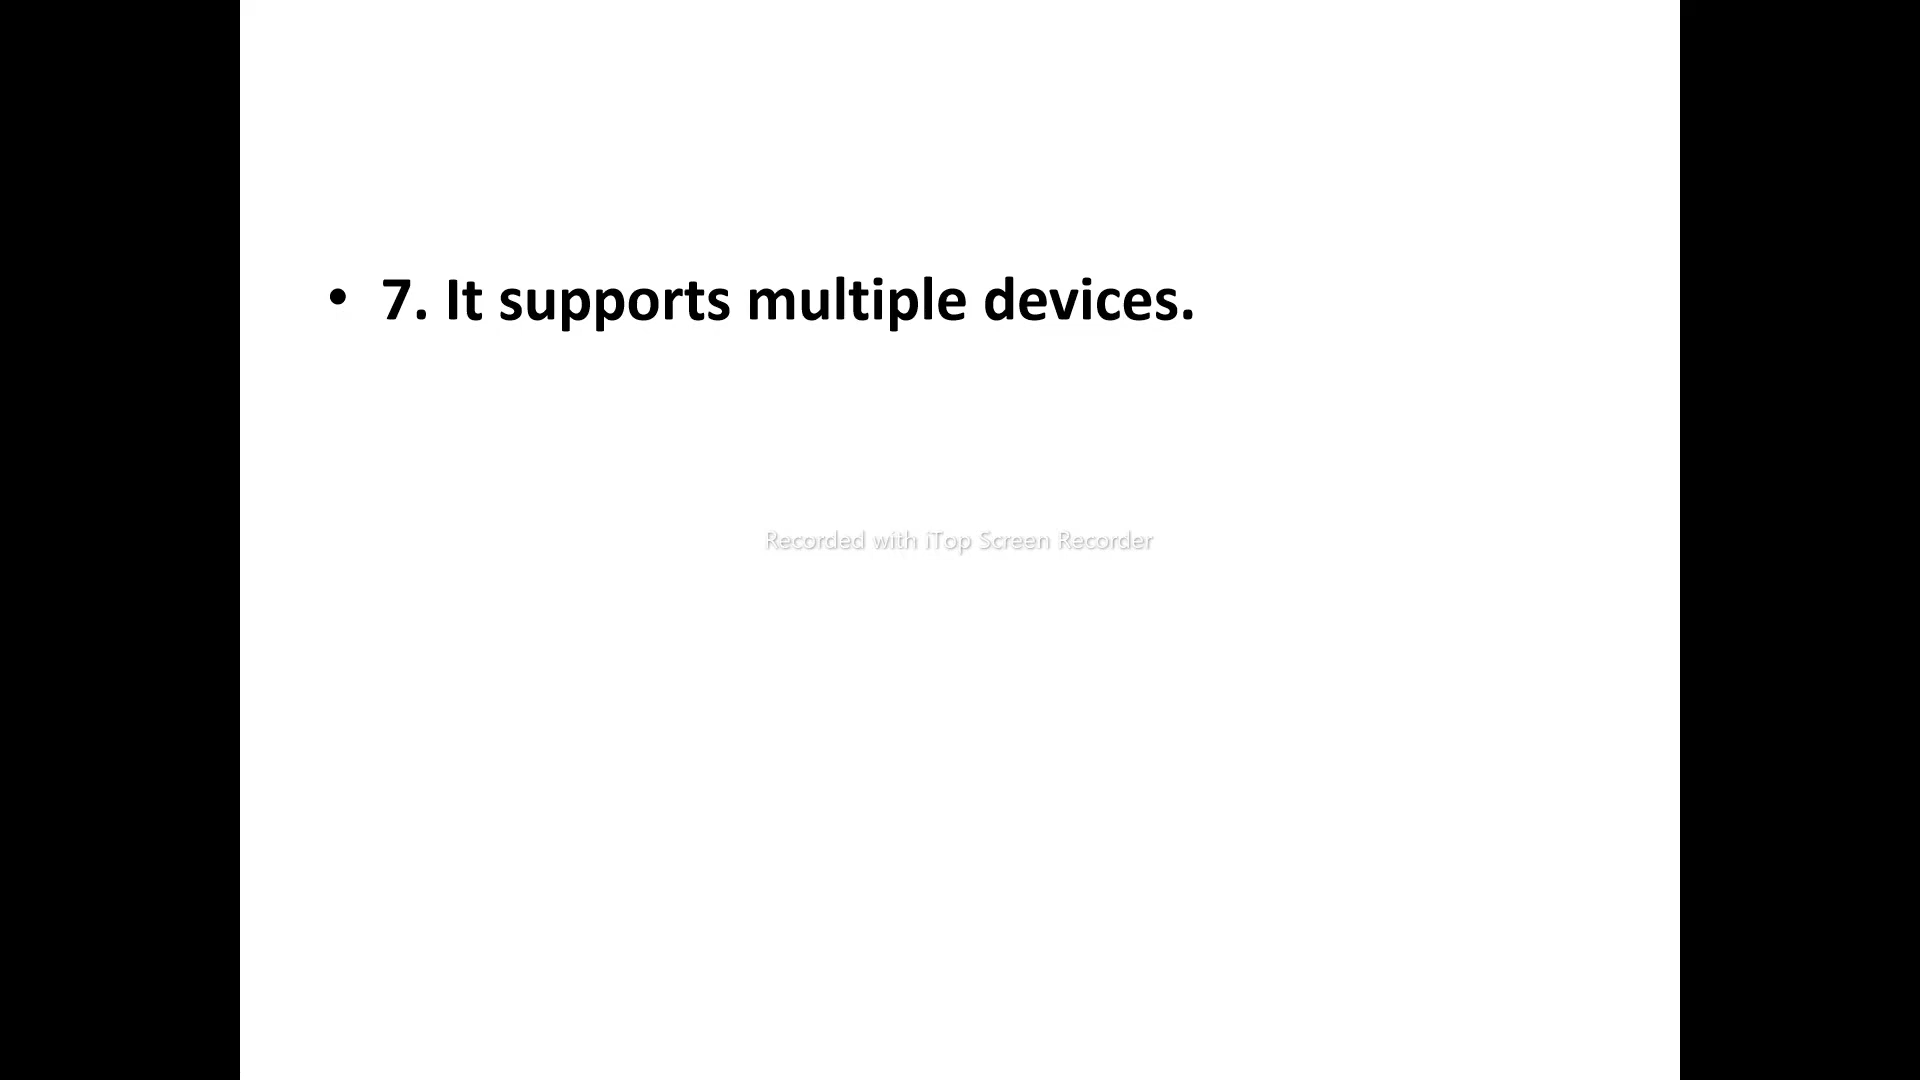 • 7. It supports multiple devices.
Recorded with iTop Screen Recorder